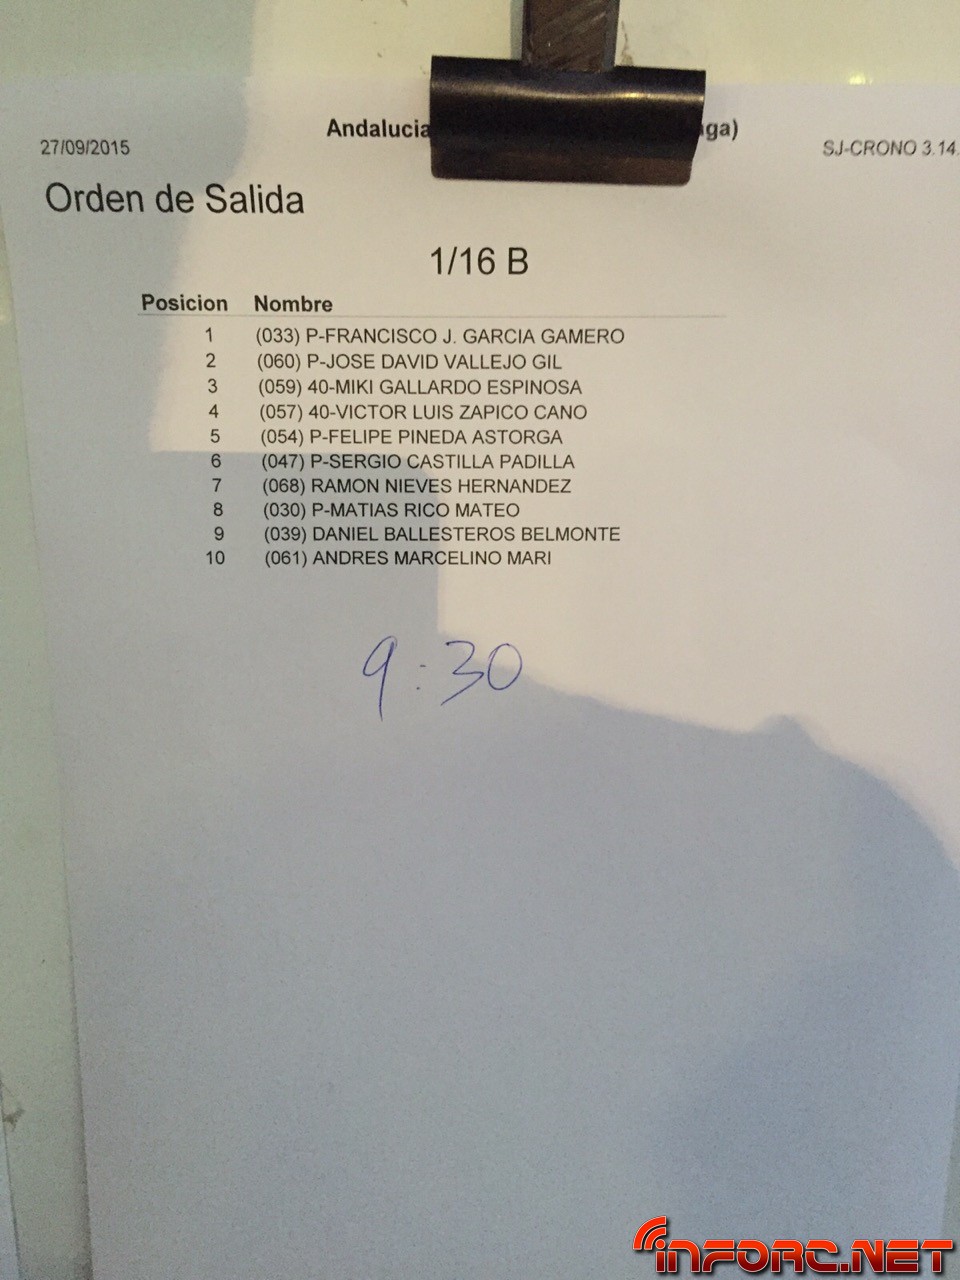 Andalucia
27/09/2015
SJ-CRONO 3.14.
Orden de Salida
1/16 B
Posicion Nombre
1 (033) P-FRANCISCO J. GARCIA GAMERO
2 (060) P-JOSE DAVID VALLEJO GIL
3 (059) 40-MIKI GALLARDO ESPINOSA
4 (057) 40-VICTOR LUIS ZAPICO CANO
5 (054) P-FELIPE PINEDA ASTORGA
6 (047) P-SERGIO CASTILLA PADILLA
7 (068) RAMON NIEVES HERNANDEZ
8 (030) P-MATIAS RICO MATEO
9 (039) DANIEL BALLESTEROS BELMONTE
10 (061) ANDRES MARCELINO MARI
9:30
INFORC.NET